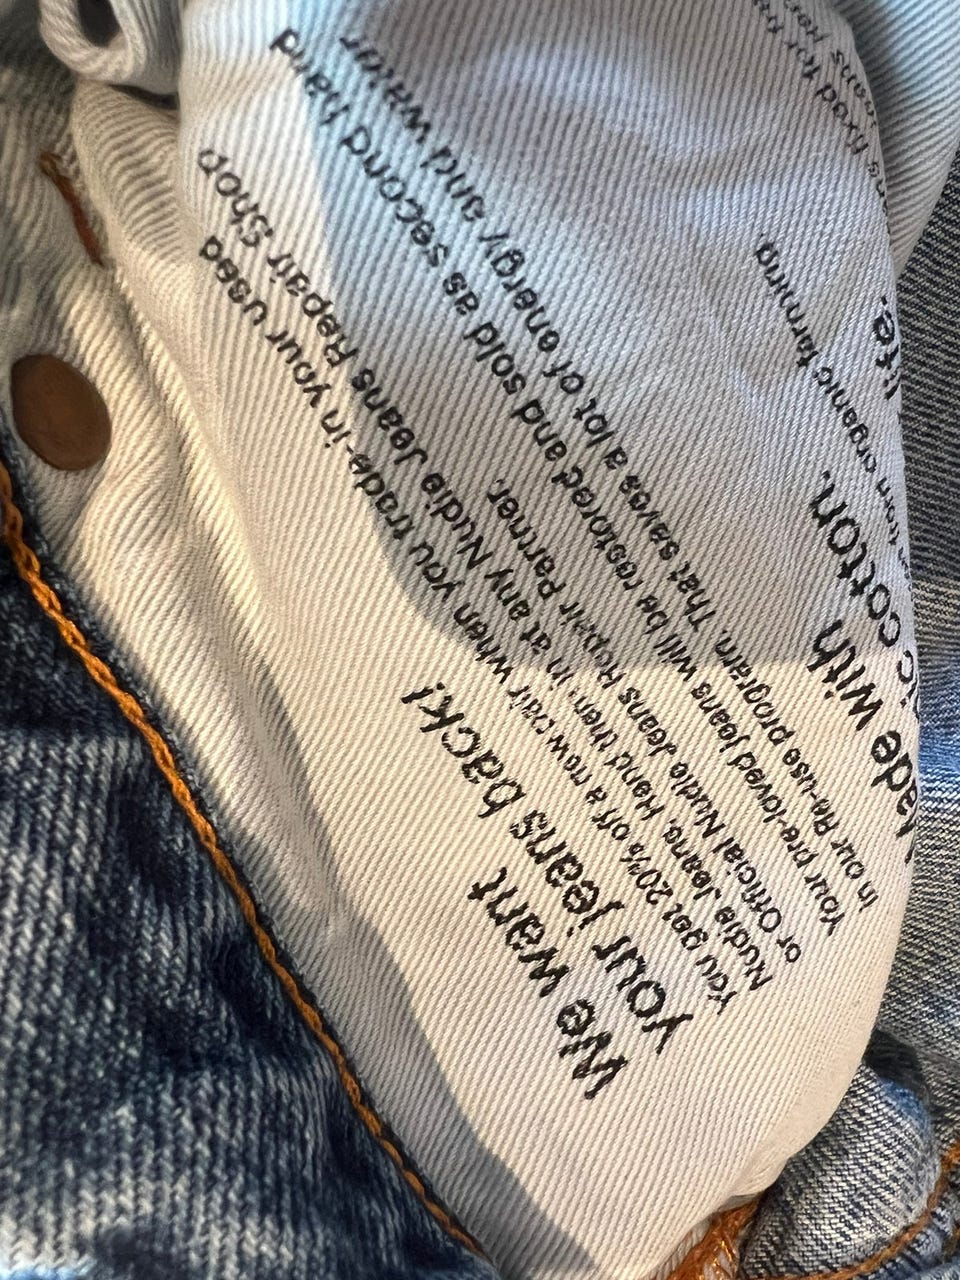 We want
your jeans back!
You get 20% off a new pair when you trade-in your used
Nudie Jeans. Hand them in at any Nudie Jeans Repair Shop
or Official Nudie Jeans Repair Partner.
Your pre-loved jeans will be restored and sold as second hand
in our Re-use program. That saves a lot of energy and water
with
cotton.
from organic farming.
life.
fixed for